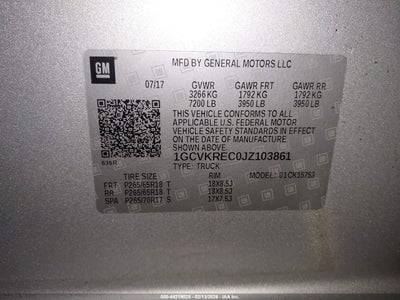 GM
MFD BY GENERAL MOTORS LLC
07/17 GVWR GAWR FRT GAWR RR
3266 KG 1792 KG 1792 KG
7200 LB 3950 LB 3950 LB
THIS VEHICLE CONFORMS TO ALL
APPLICABLE U.S. FEDERAL MOTOR
VEHICLE SAFETY STANDARDS IN EFFECT
ON THE DATE OF MANUFACTURE
SHOWN ABOVE.
1GCVKREC0JZ103861
TYPE: TRUCK MODEL:
TIRE SIZE RIM
FRT P265/65R18 T 18X8.5J
RR P265/65R18 T 18X8.5J
SPA P265/70R17 S 17X7.5J